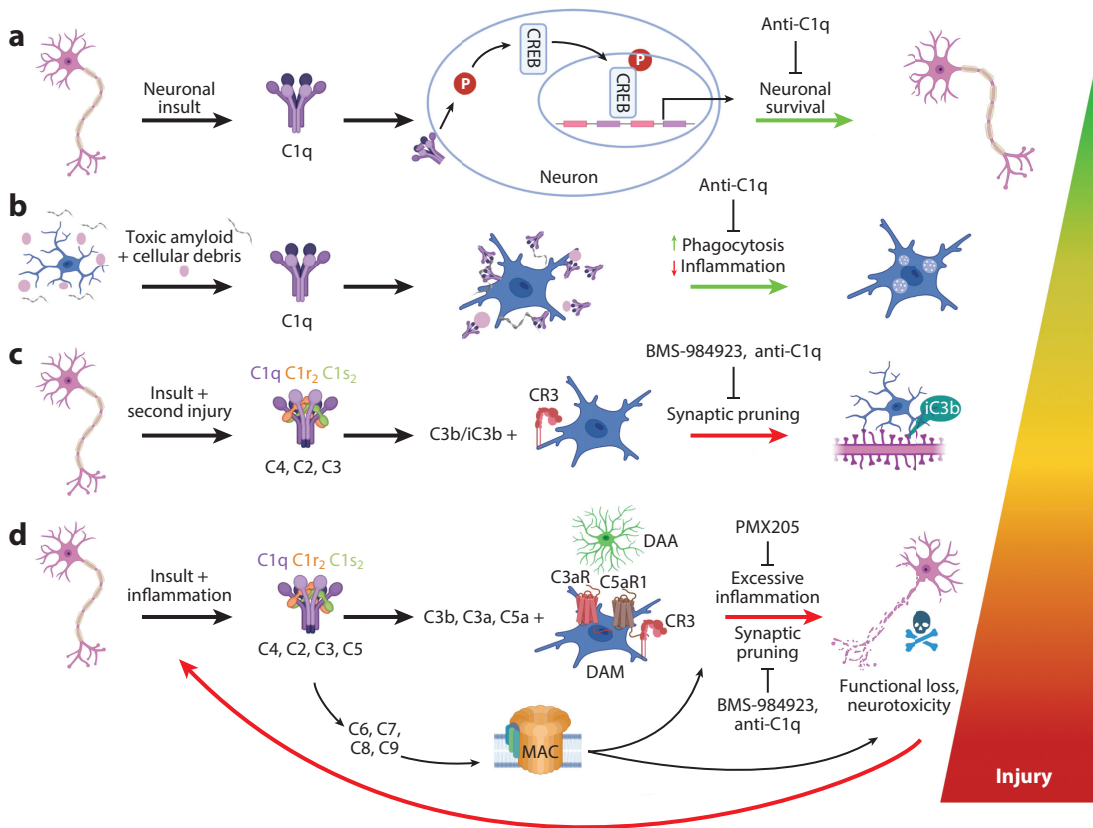 a
Neuronal
insult
C1q
P
CREB
P
CREB
Neuron
Anti-C1q
Neuronal
survival
b
Toxic amyloid
+ cellular debris
C1q
Anti-C1q
↑ Phagocytosis
↓ Inflammation
c
Insult +
second injury
C1q C1r₂ C1s₂
C4, C2, C3
C3b/iC3b +
CR3
BMS-984923, anti-C1q
Synaptic pruning
iC3b
d
Insult +
inflammation
C1q C1r₂ C1s₂
C4, C2, C3, C5
C3b, C3a, C5a +
DAA
C3aR
C5aR1
CR3
DAM
PMX205
Excessive
inflammation
Synaptic
pruning
BMS-984923,
anti-C1q
Functional loss,
neurotoxicity
C6, C7,
C8, C9
MAC
Injury